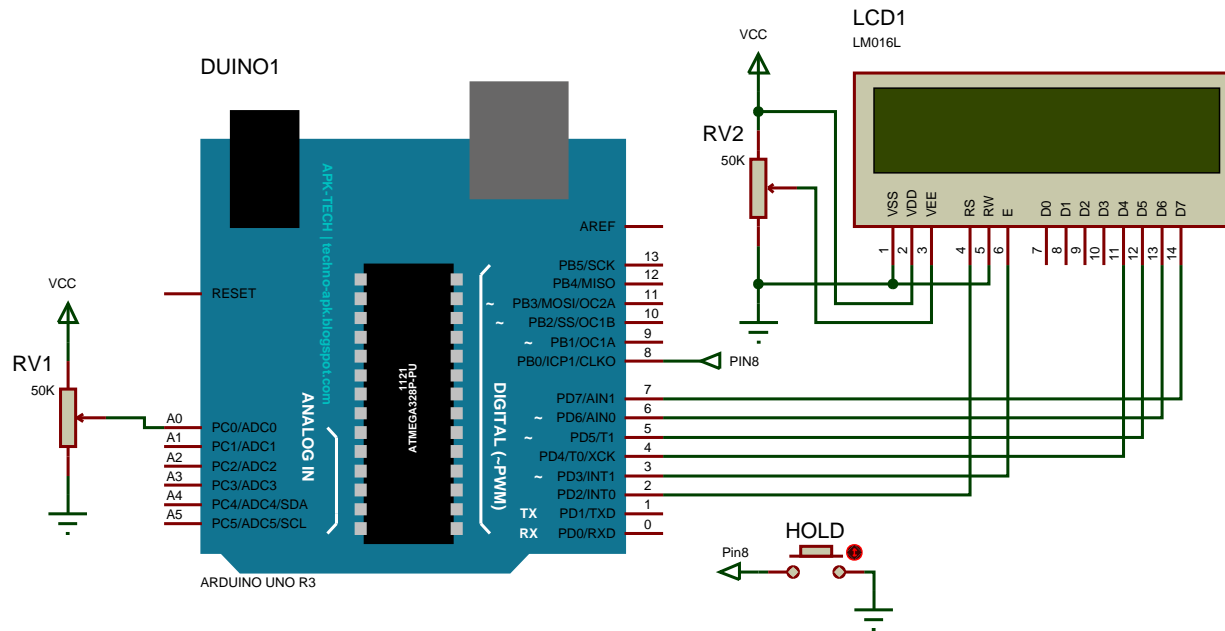 DUINO1
ARDUINO UNO R3
APK-TECH | techno-apk.blogspot.com
RESET
AREF
PB5/SCK 13
PB4/MISO 12
~ PB3/MOSI/OC2A 11
~ PB2/SS/OC1B 10
~ PB1/OC1A 9
PB0/ICP1/CLKO 8
PIN8
PD7/AIN1 7
~ PD6/AIN0 6
~ PD5/T1 5
PD4/T0/XCK 4
~ PD3/INT1 3
PD2/INT0 2
TX PD1/TXD 1
RX PD0/RXD 0
DIGITAL (~PWM)
1121
ATMEGA328P-PU
ANALOG IN
A0 PC0/ADC0
A1 PC1/ADC1
A2 PC2/ADC2
A3 PC3/ADC3
A4 PC4/ADC4/SDA
A5 PC5/ADC5/SCL
VCC
RV1
50K
VCC
RV2
50K
LCD1
LM016L
VSS VDD VEE RS RW E D0 D1 D2 D3 D4 D5 D6 D7
1 2 3 4 5 6 7 8 9 10 11 12 13 14
HOLD
Pin8